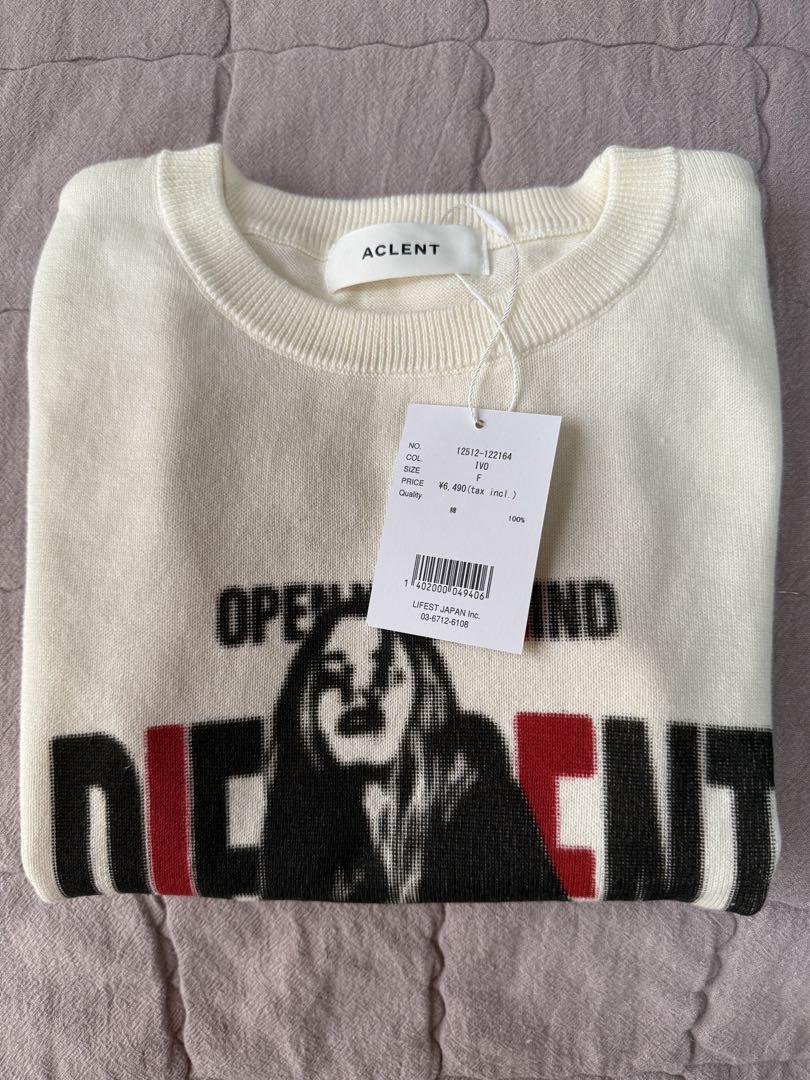 ACLENT
NO. 12512-122164
COL. IVO
SIZE F
PRICE ¥6,490(tax incl.)
Quality
綿 100%
1 402000 049406
LIFEST JAPAN Inc.
03-6712-6108